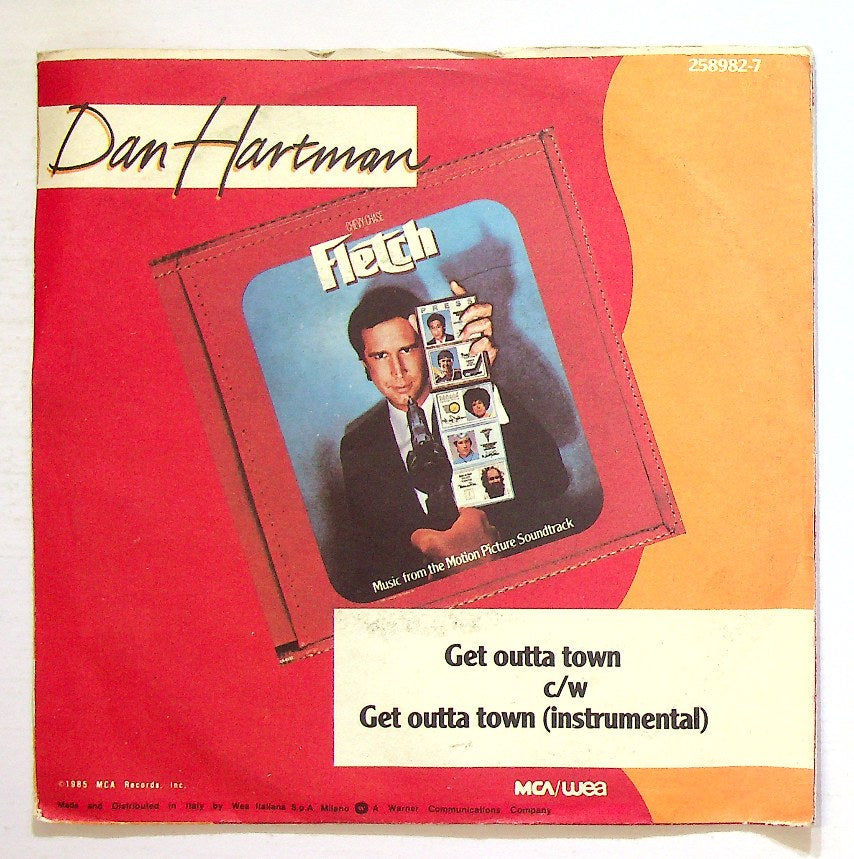 258982-7
Dan Hartman
CHEVY CHASE
Fletch
PRESS
Music from the Motion Picture Soundtrack
Get outta town
c/w
Get outta town (instrumental)
©1985 MCA Records, Inc.
MCA/wea
Made and Distributed in Italy by Wea Italiana S.p.A. Milano A Warner Communications Company